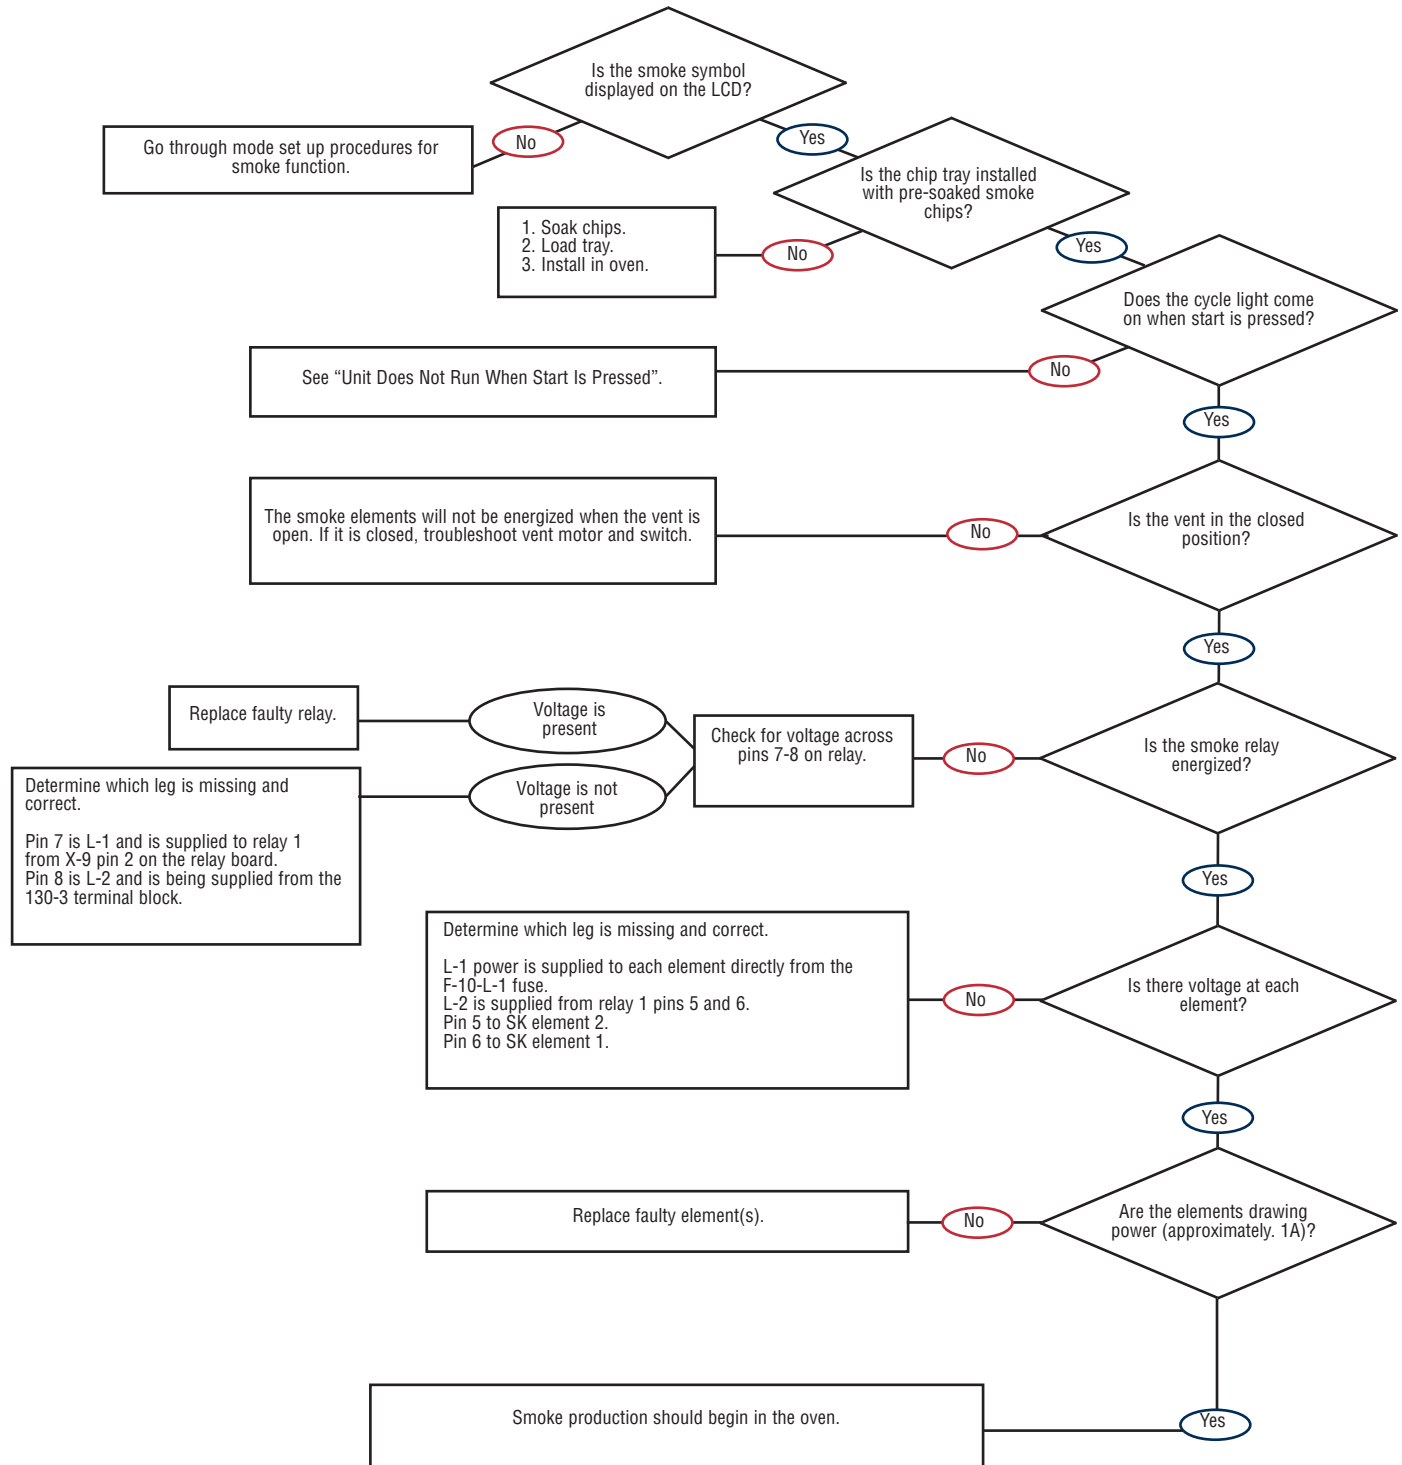 Is the smoke symbol
displayed on the LCD?
No
Yes
Go through mode set up procedures for
smoke function.
Is the chip tray installed
with pre-soaked smoke
chips?
1. Soak chips.
2. Load tray.
3. Install in oven.
No
Yes
Does the cycle light come
on when start is pressed?
See “Unit Does Not Run When Start Is Pressed”.
No
Yes
The smoke elements will not be energized when the vent is
open. If it is closed, troubleshoot vent motor and switch.
No
Is the vent in the closed
position?
Yes
Replace faulty relay.
Voltage is
present
Check for voltage across
pins 7-8 on relay.
No
Is the smoke relay
energized?
Voltage is not
present
Determine which leg is missing and
correct.
Pin 7 is L-1 and is supplied to relay 1
from X-9 pin 2 on the relay board.
Pin 8 is L-2 and is being supplied from the
130-3 terminal block.
Yes
Determine which leg is missing and correct.
L-1 power is supplied to each element directly from the
F-10-L-1 fuse.
L-2 is supplied from relay 1 pins 5 and 6.
Pin 5 to SK element 2.
Pin 6 to SK element 1.
No
Is there voltage at each
element?
Yes
Replace faulty element(s).
No
Are the elements drawing
power (approximately. 1A)?
Smoke production should begin in the oven.
Yes